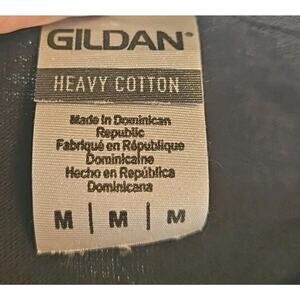 GILDAN®
HEAVY COTTON
Made in Dominican
Republic
Fabriqué en République
Dominicaine
Hecho en República
Dominicana
M | M | M